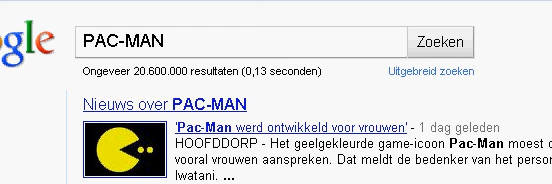 ogle PAC-MAN Zoeken
Ongeveer 20.600.000 resultaten (0,13 seconden) Uitgebreid zoeken
Nieuws over PAC-MAN
'Pac-Man werd ontwikkeld voor vrouwen' - 1 dag geleden
HOOFDDORP - Het geelgekleurde game-icoon Pac-Man moest o
vooral vrouwen aanspreken. Dat meldt de bedenker van het person
Iwatani. ...